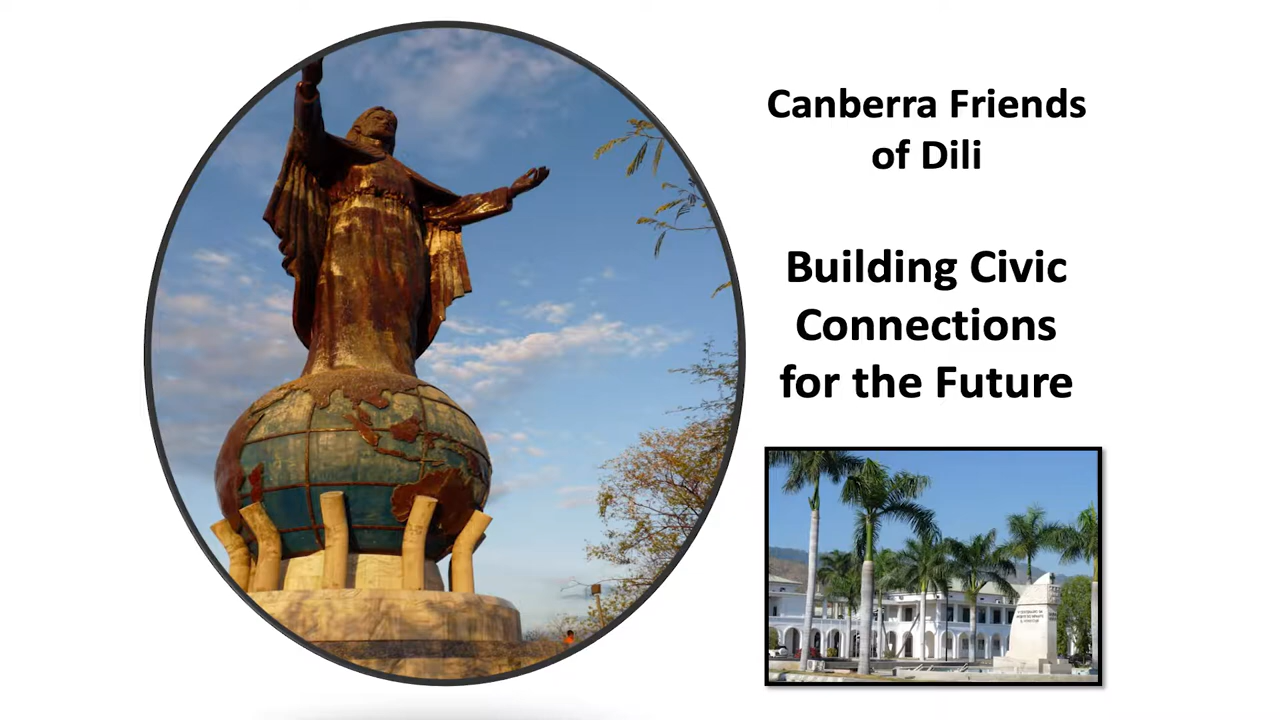 Canberra Friends
of Dili
Building Civic
Connections
for the Future